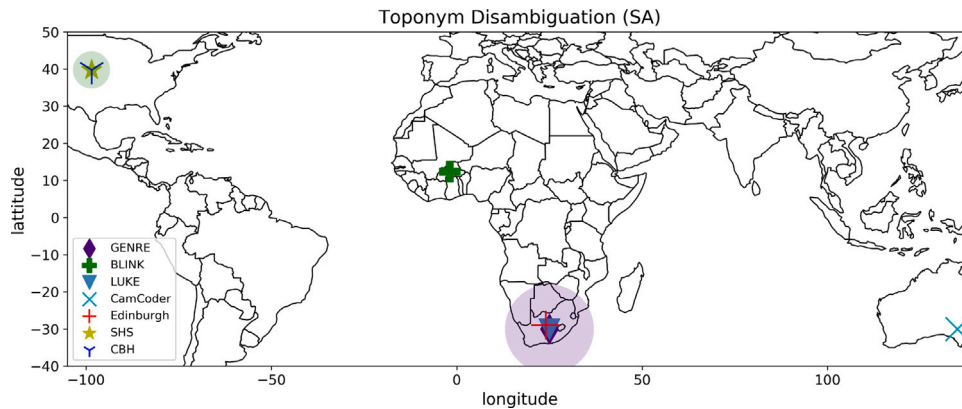 Toponym Disambiguation (SA)
50
40
30
20
10
0
−10
−20
−30
−40
lattitude
GENRE
BLINK
LUKE
CamCoder
Edinburgh
SHS
CBH
−100
−50
0
50
100
longitude